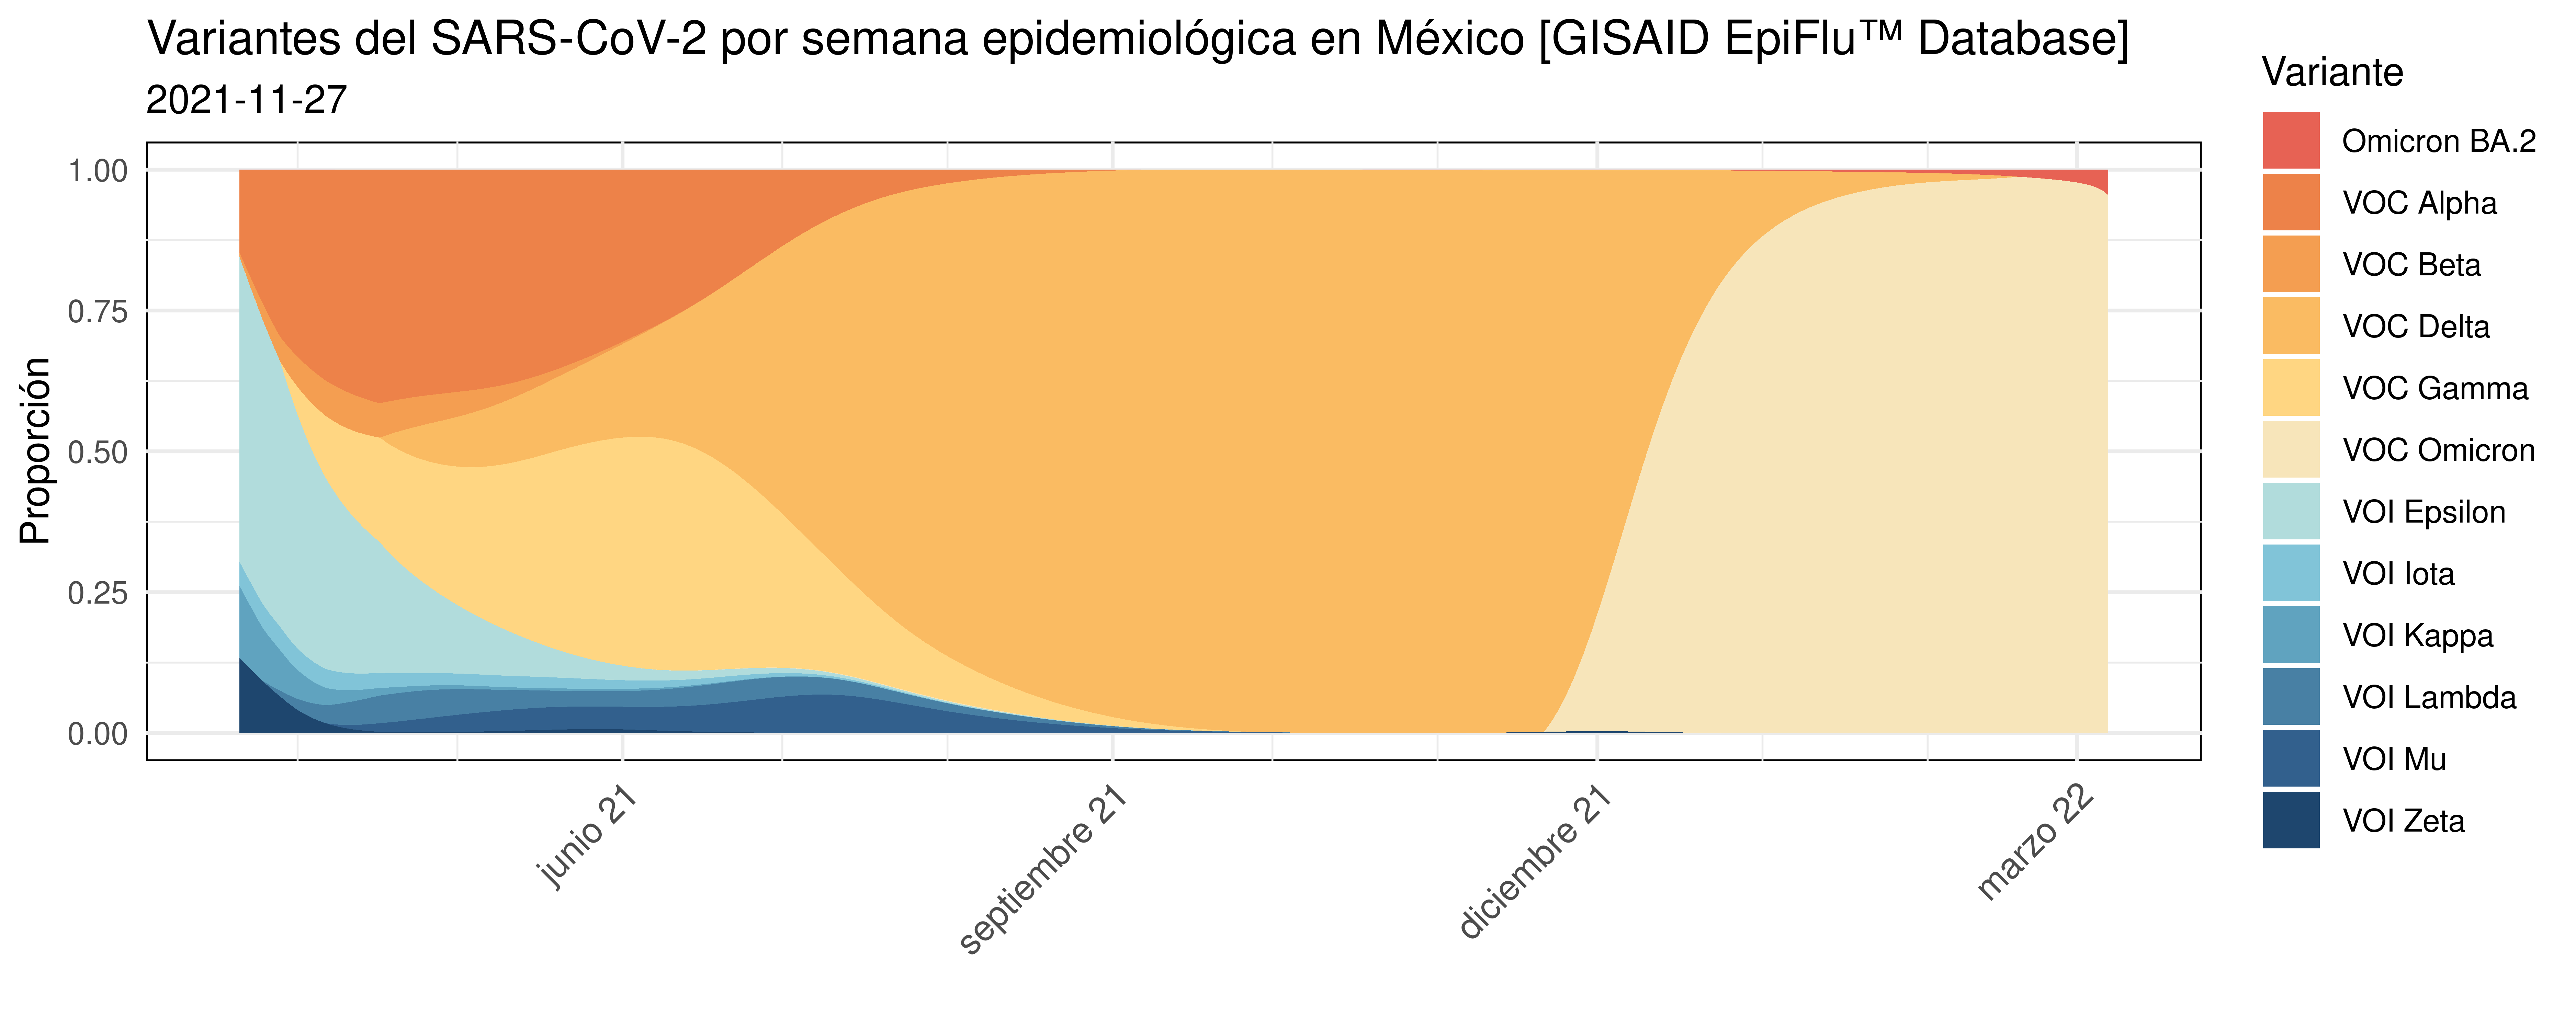 Variantes del SARS-CoV-2 por semana epidemiológica en México [GISAID EpiFlu™ Database]
2021-11-27
Proporción
1.00
0.75
0.50
0.25
0.00
junio 21
septiembre 21
diciembre 21
marzo 22
Variante
Omicron BA.2
VOC Alpha
VOC Beta
VOC Delta
VOC Gamma
VOC Omicron
VOI Epsilon
VOI Iota
VOI Kappa
VOI Lambda
VOI Mu
VOI Zeta